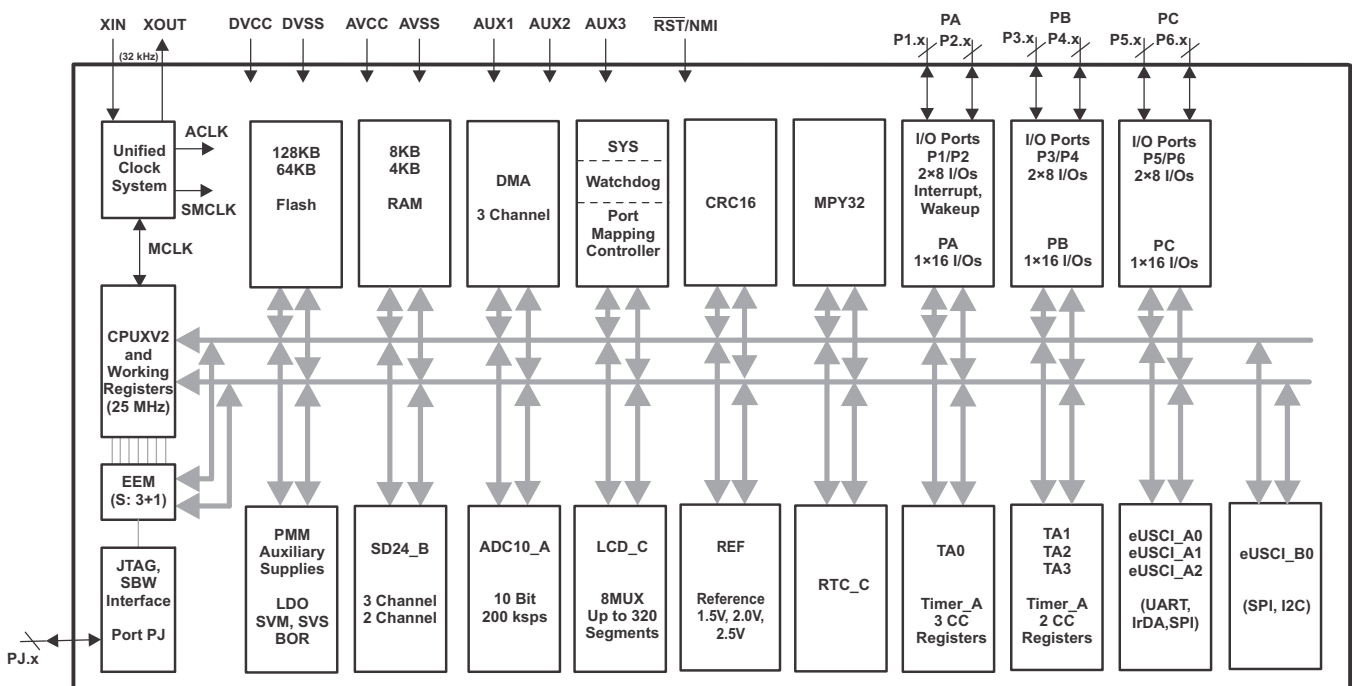 XIN
XOUT
(32 kHz)
DVCC
DVSS
AVCC
AVSS
AUX1
AUX2
AUX3
RST/NMI
PA
P1.x
P2.x
PB
P3.x
P4.x
PC
P5.x
P6.x
Unified
Clock
System
ACLK
SMCLK
MCLK
128KB
64KB
Flash
8KB
4KB
RAM
DMA
3 Channel
SYS
Watchdog
Port
Mapping
Controller
CRC16
MPY32
I/O Ports
P1/P2
2×8 I/Os
Interrupt,
Wakeup
PA
1×16 I/Os
I/O Ports
P3/P4
2×8 I/Os
PB
1×16 I/Os
I/O Ports
P5/P6
2×8 I/Os
PC
1×16 I/Os
CPUXV2
and
Working
Registers
(25 MHz)
EEM
(S: 3+1)
JTAG,
SBW
Interface
Port PJ
PJ.x
PMM
Auxiliary
Supplies
LDO
SVM, SVS
BOR
SD24_B
3 Channel
2 Channel
ADC10_A
10 Bit
200 ksps
LCD_C
8MUX
Up to 320
Segments
REF
Reference
1.5V, 2.0V,
2.5V
RTC_C
TA0
Timer_A
3 CC
Registers
TA1
TA2
TA3
Timer_A
2 CC
Registers
eUSCI_A0
eUSCI_A1
eUSCI_A2
(UART,
IrDA,SPI)
eUSCI_B0
(SPI, I2C)